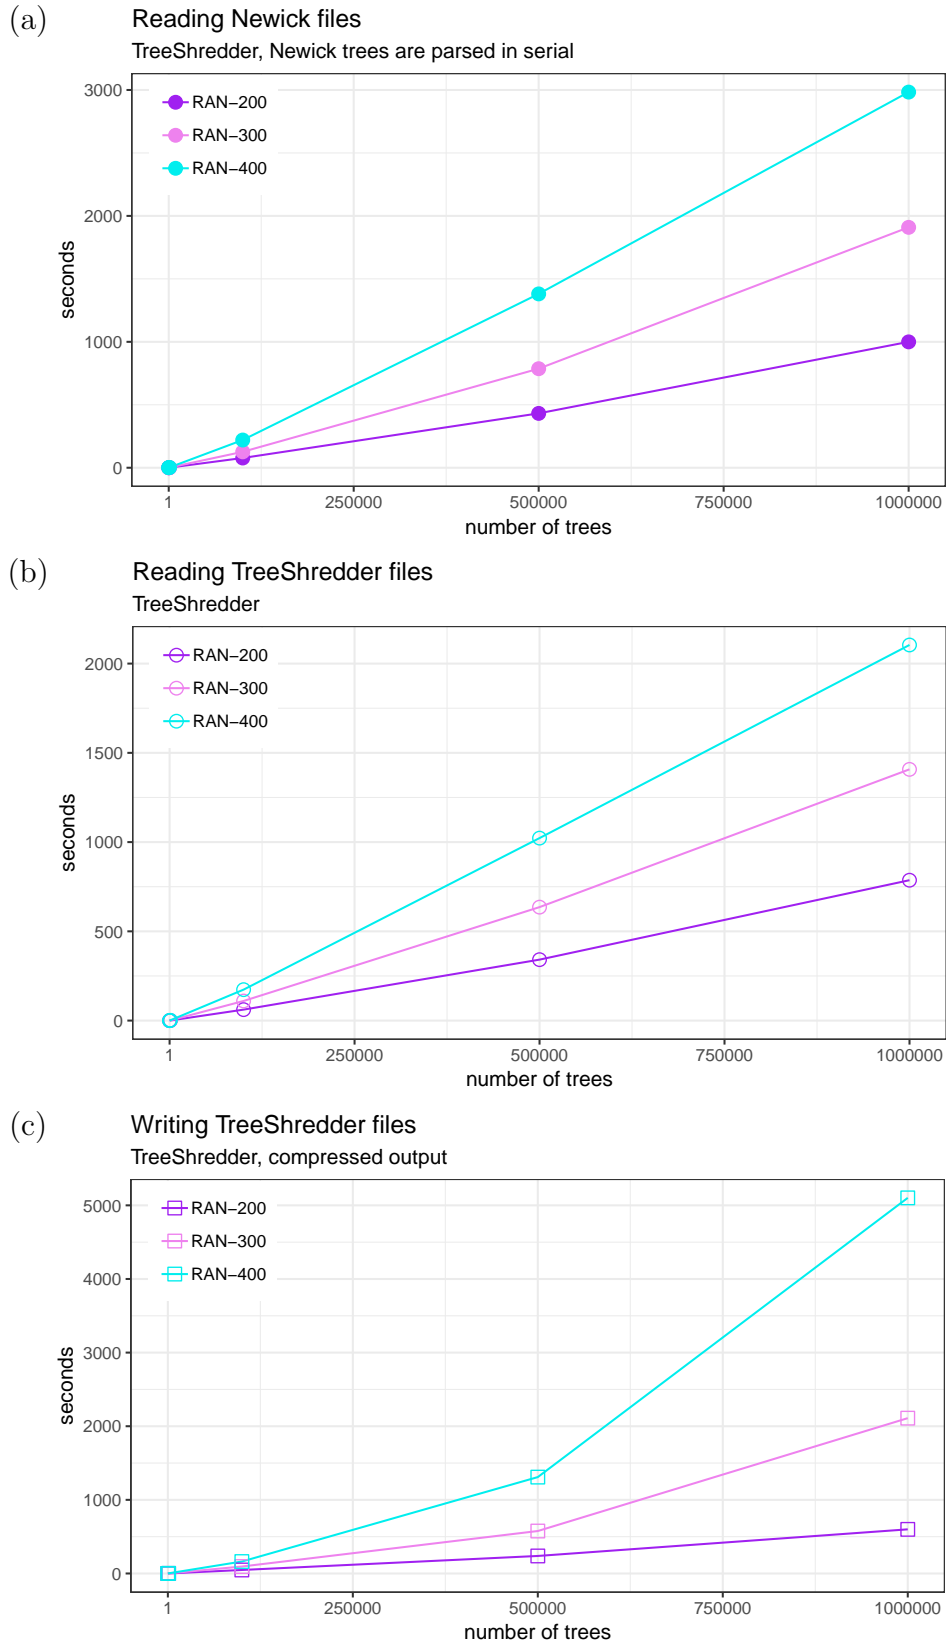 (a)
Reading Newick files
TreeShredder, Newick trees are parsed in serial
RAN−200
RAN−300
RAN−400
3000
2000
1000
0
seconds
1 250000 500000 750000 1000000
number of trees
(b)
Reading TreeShredder files
TreeShredder
RAN−200
RAN−300
RAN−400
2000
1500
1000
500
0
seconds
1 250000 500000 750000 1000000
number of trees
(c)
Writing TreeShredder files
TreeShredder, compressed output
RAN−200
RAN−300
RAN−400
5000
4000
3000
2000
1000
0
seconds
1 250000 500000 750000 1000000
number of trees